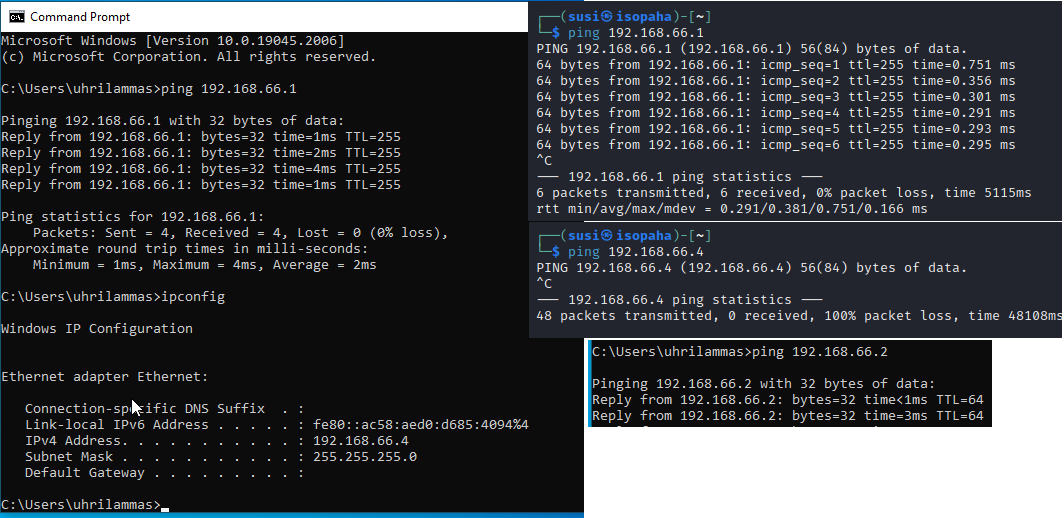 Command Prompt
Microsoft Windows [Version 10.0.19045.2006]
(c) Microsoft Corporation. All rights reserved.
C:\Users\uhrilammas>ping 192.168.66.1
Pinging 192.168.66.1 with 32 bytes of data:
Reply from 192.168.66.1: bytes=32 time=1ms TTL=255
Reply from 192.168.66.1: bytes=32 time=2ms TTL=255
Reply from 192.168.66.1: bytes=32 time=4ms TTL=255
Reply from 192.168.66.1: bytes=32 time=1ms TTL=255
Ping statistics for 192.168.66.1:
    Packets: Sent = 4, Received = 4, Lost = 0 (0% loss),
Approximate round trip times in milli-seconds:
    Minimum = 1ms, Maximum = 4ms, Average = 2ms
C:\Users\uhrilammas>ipconfig
Windows IP Configuration
Ethernet adapter Ethernet:
   Connection-specific DNS Suffix  . :
   Link-local IPv6 Address . . . . . : fe80::ac58:aed0:d685:4094%4
   IPv4 Address. . . . . . . . . . . : 192.168.66.4
   Subnet Mask . . . . . . . . . . . : 255.255.255.0
   Default Gateway . . . . . . . . . :
C:\Users\uhrilammas>
┌──(susi㉿isopaha)-[~]
└─$ ping 192.168.66.1
PING 192.168.66.1 (192.168.66.1) 56(84) bytes of data.
64 bytes from 192.168.66.1: icmp_seq=1 ttl=255 time=0.751 ms
64 bytes from 192.168.66.1: icmp_seq=2 ttl=255 time=0.356 ms
64 bytes from 192.168.66.1: icmp_seq=3 ttl=255 time=0.301 ms
64 bytes from 192.168.66.1: icmp_seq=4 ttl=255 time=0.291 ms
64 bytes from 192.168.66.1: icmp_seq=5 ttl=255 time=0.293 ms
64 bytes from 192.168.66.1: icmp_seq=6 ttl=255 time=0.295 ms
^C
─── 192.168.66.1 ping statistics ───
6 packets transmitted, 6 received, 0% packet loss, time 5115ms
rtt min/avg/max/mdev = 0.291/0.381/0.751/0.166 ms
┌──(susi㉿isopaha)-[~]
└─$ ping 192.168.66.4
PING 192.168.66.4 (192.168.66.4) 56(84) bytes of data.
^C
─── 192.168.66.4 ping statistics ───
48 packets transmitted, 0 received, 100% packet loss, time 48108ms
C:\Users\uhrilammas>ping 192.168.66.2
Pinging 192.168.66.2 with 32 bytes of data:
Reply from 192.168.66.2: bytes=32 time<1ms TTL=64
Reply from 192.168.66.2: bytes=32 time=3ms TTL=64